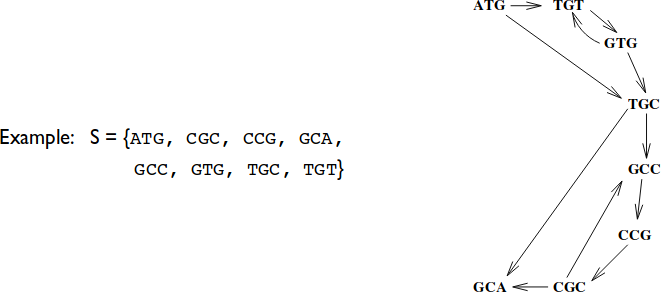 Example: S = {ATG, CGC, CCG, GCA,
GCC, GTG, TGC, TGT}
ATG TGT
GTG
TGC
GCC
CCG
GCA CGC